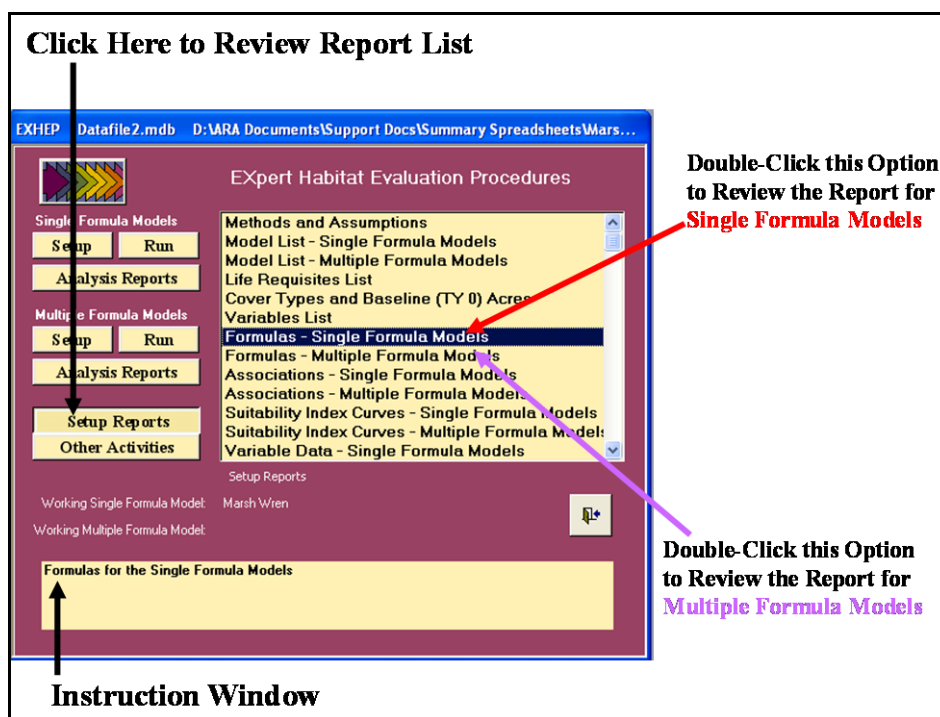 Click Here to Review Report List
EXHEP Datafile2.mdb D:\ARA Documents\Support Docs\Summary Spreadsheets\Mars...
EXpert Habitat Evaluation Procedures
Single Formula Models
Setup Run
Analysis Reports
Multiple Formula Models
Setup Run
Analysis Reports
Setup Reports
Other Activities
Methods and Assumptions
Model List - Single Formula Models
Model List - Multiple Formula Models
Life Requisites List
Cover Types and Baseline (TY 0) Acres
Variables List
Formulas - Single Formula Models
Formulas - Multiple Formula Models
Associations - Single Formula Models
Associations - Multiple Formula Models
Suitability Index Curves - Single Formula Models
Suitability Index Curves - Multiple Formula Models
Variable Data - Single Formula Models
Setup Reports
Working Single Formula Model: Marsh Wren
Working Multiple Formula Model:
Formulas for the Single Formula Models
Double-Click this Option
to Review the Report for
Single Formula Models
Double-Click this Option
to Review the Report for
Multiple Formula Models
Instruction Window